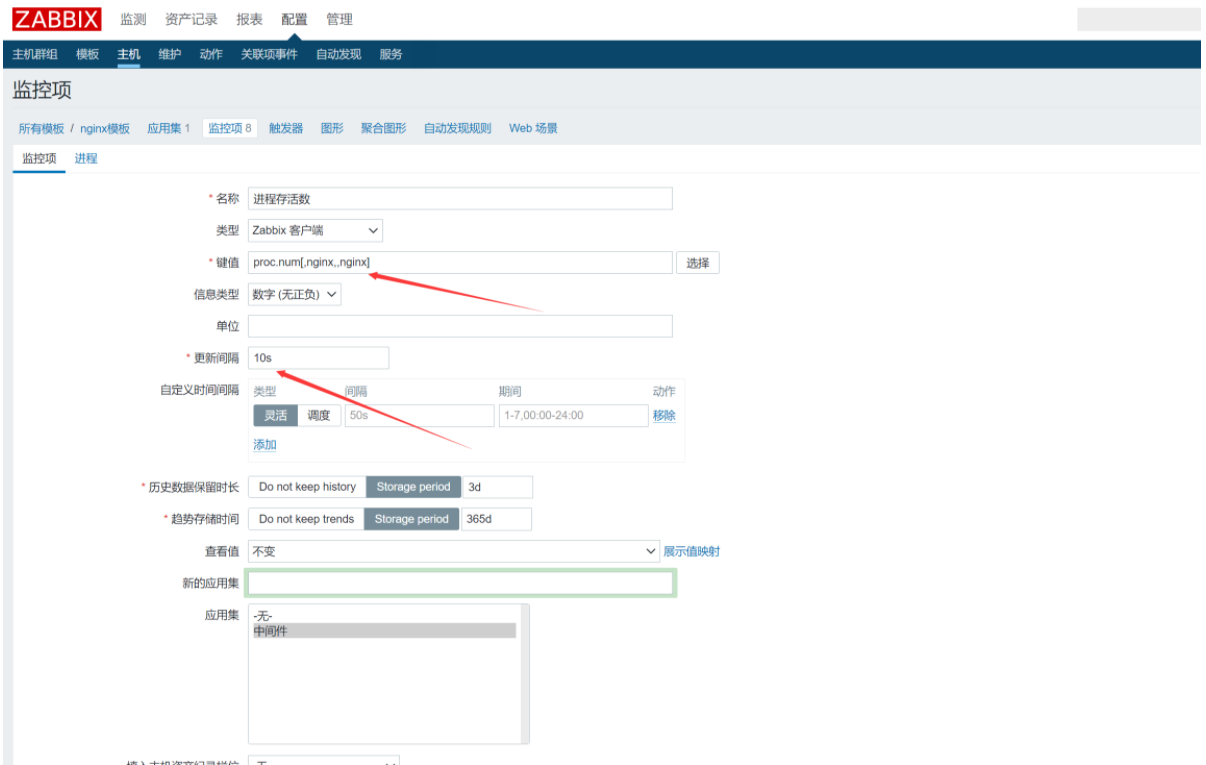 ZABBIX 监测 资产记录 报表 配置 管理
主机群组 模板 主机 维护 动作 关联项事件 自动发现 服务
监控项
所有模板 / nginx模板 应用集 1 监控项 8 触发器 图形 聚合图形 自动发现规则 Web 场景
监控项 进程
* 名称 进程存活数
类型 Zabbix 客户端
* 键值 proc.num[,nginx,,nginx] 选择
信息类型 数字 (无正负)
单位
* 更新间隔 10s
自定义时间间隔 类型 间隔 期间 动作
灵活 调度 50s 1-7,00:00-24:00 移除
添加
* 历史数据保留时长 Do not keep history Storage period 3d
* 趋势存储时间 Do not keep trends Storage period 365d
查看值 不变 展示值映射
新的应用集
应用集 -无-
中间件